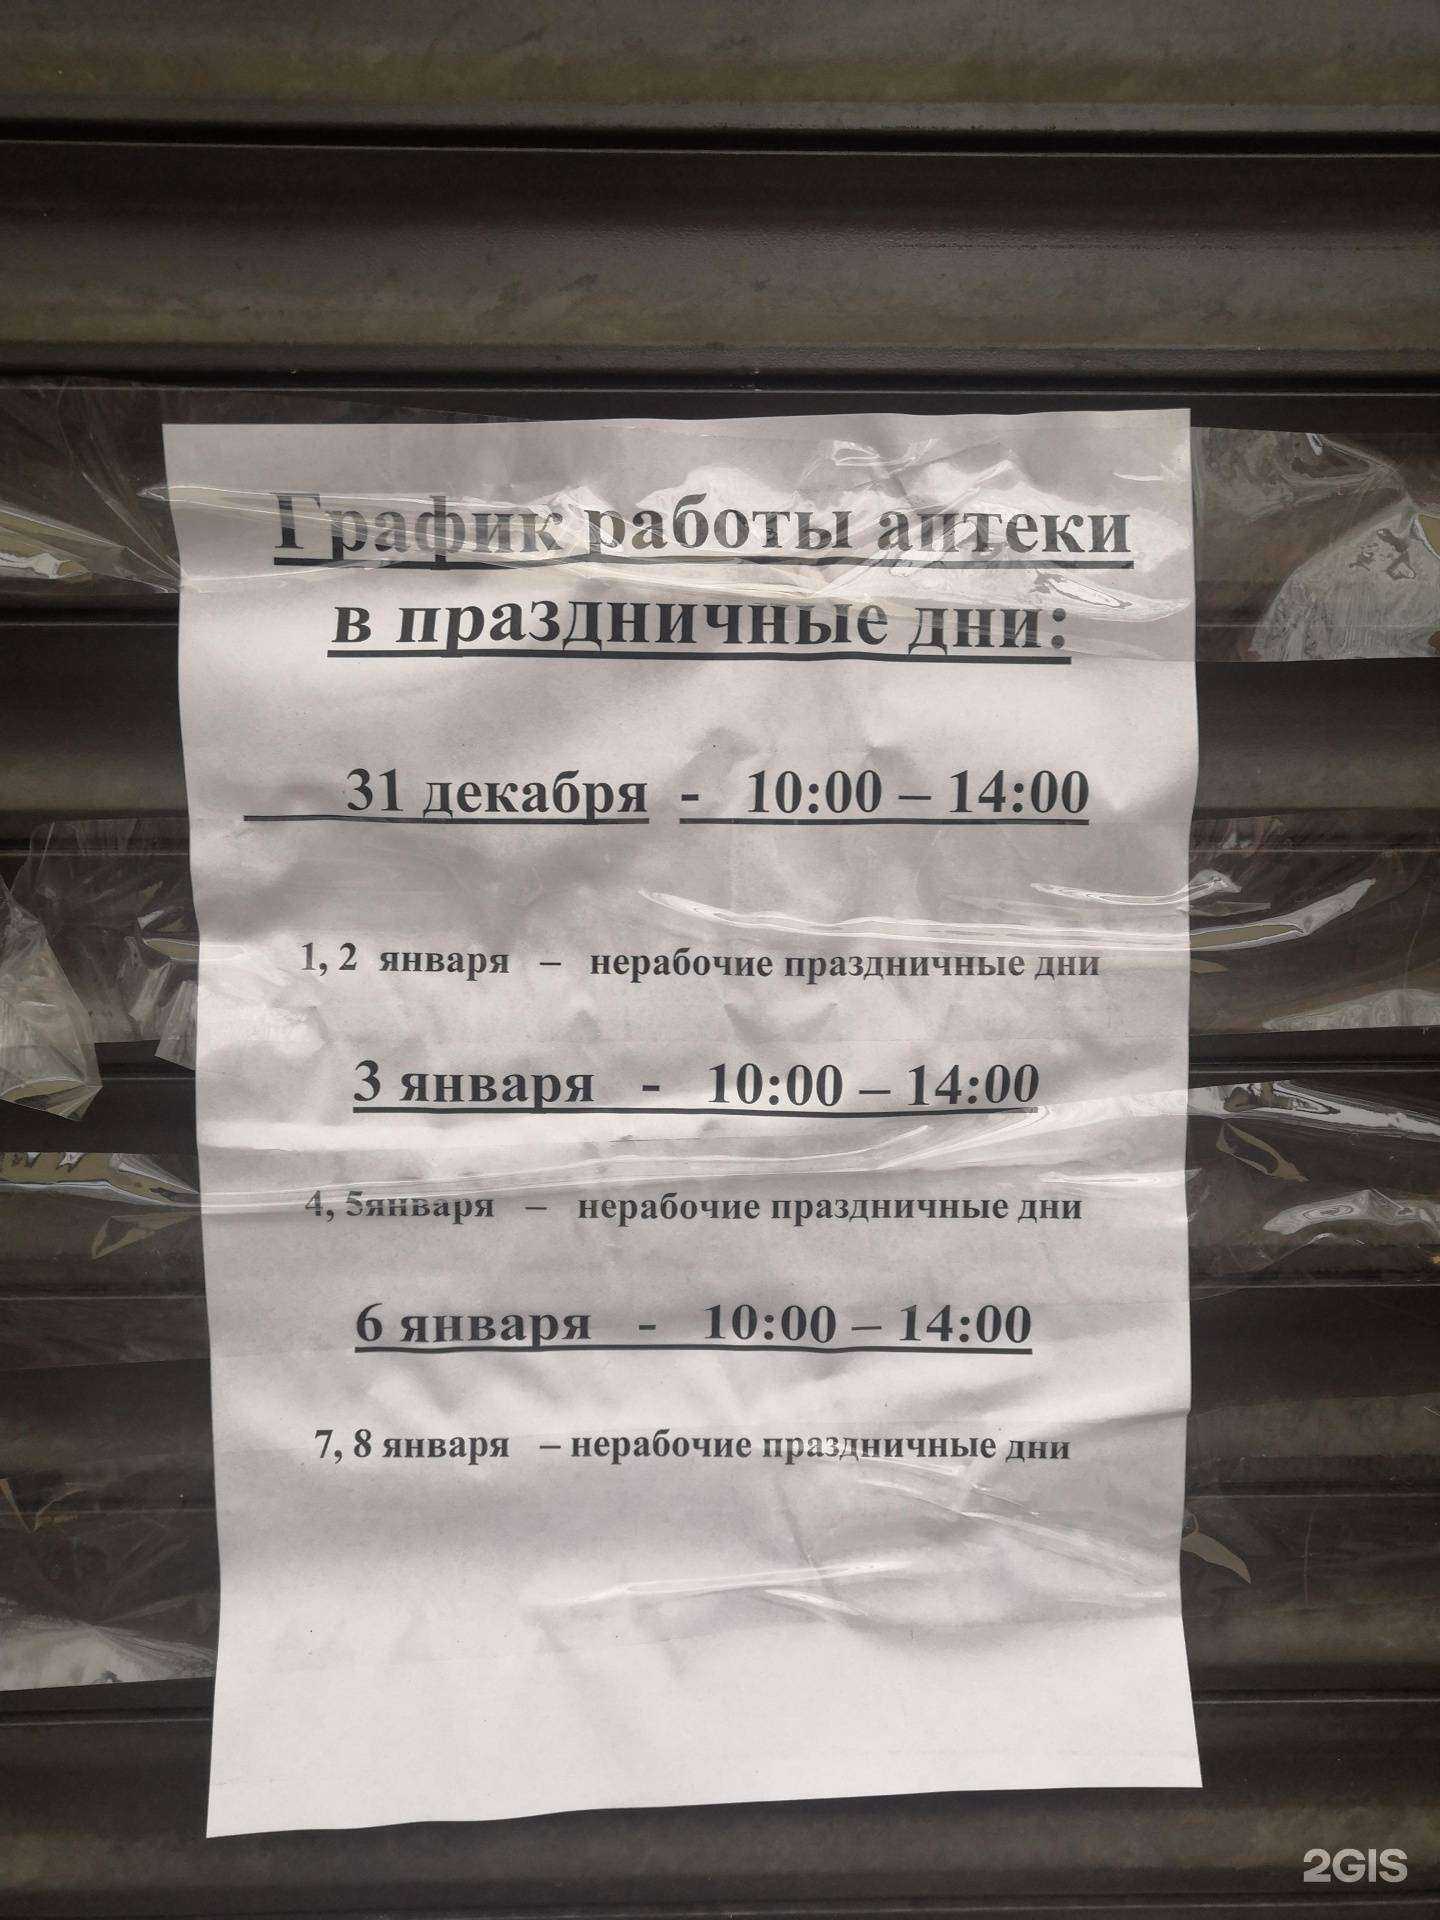 График работы аптеки
в праздничные дни:
31 декабря - 10:00 – 14:00
1, 2 января – нерабочие праздничные дни
3 января - 10:00 – 14:00
4, 5января – нерабочие праздничные дни
6 января - 10:00 – 14:00
7, 8 января – нерабочие праздничные дни
2GIS